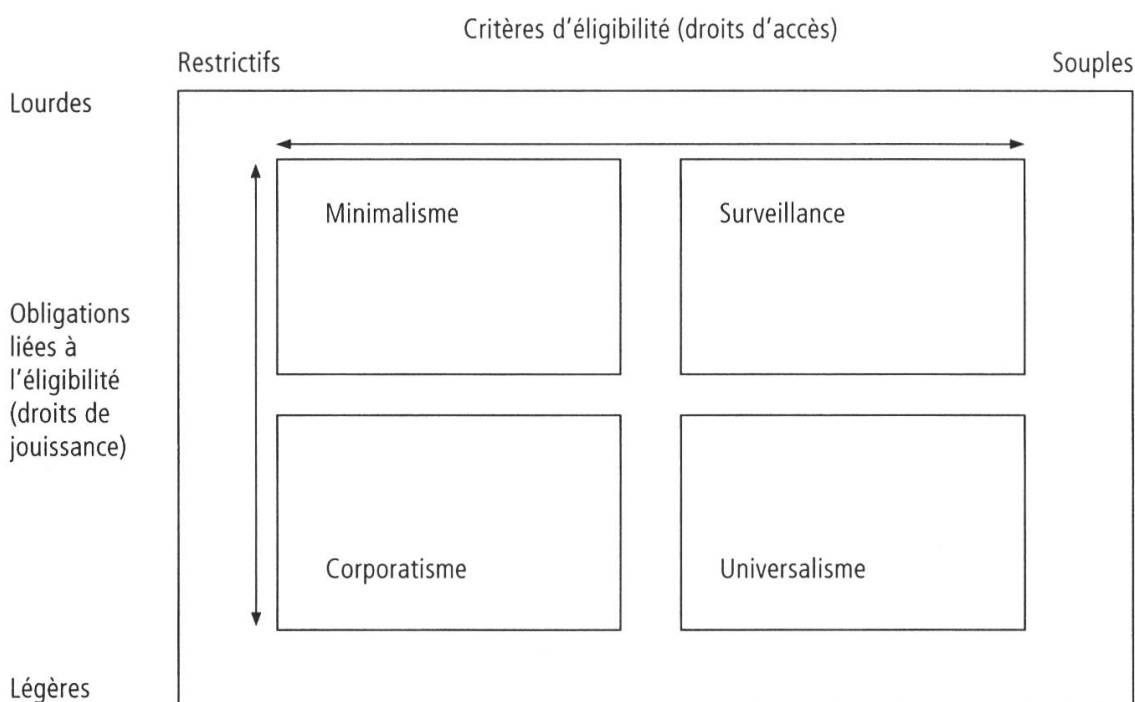 Critères d'éligibilité (droits d'accès)
Restrictifs
Souples
Lourdes
Minimalisme
Surveillance
Obligations
liées à
l'éligibilité
(droits de
jouissance)
Corporatisme
Universalisme
Légères